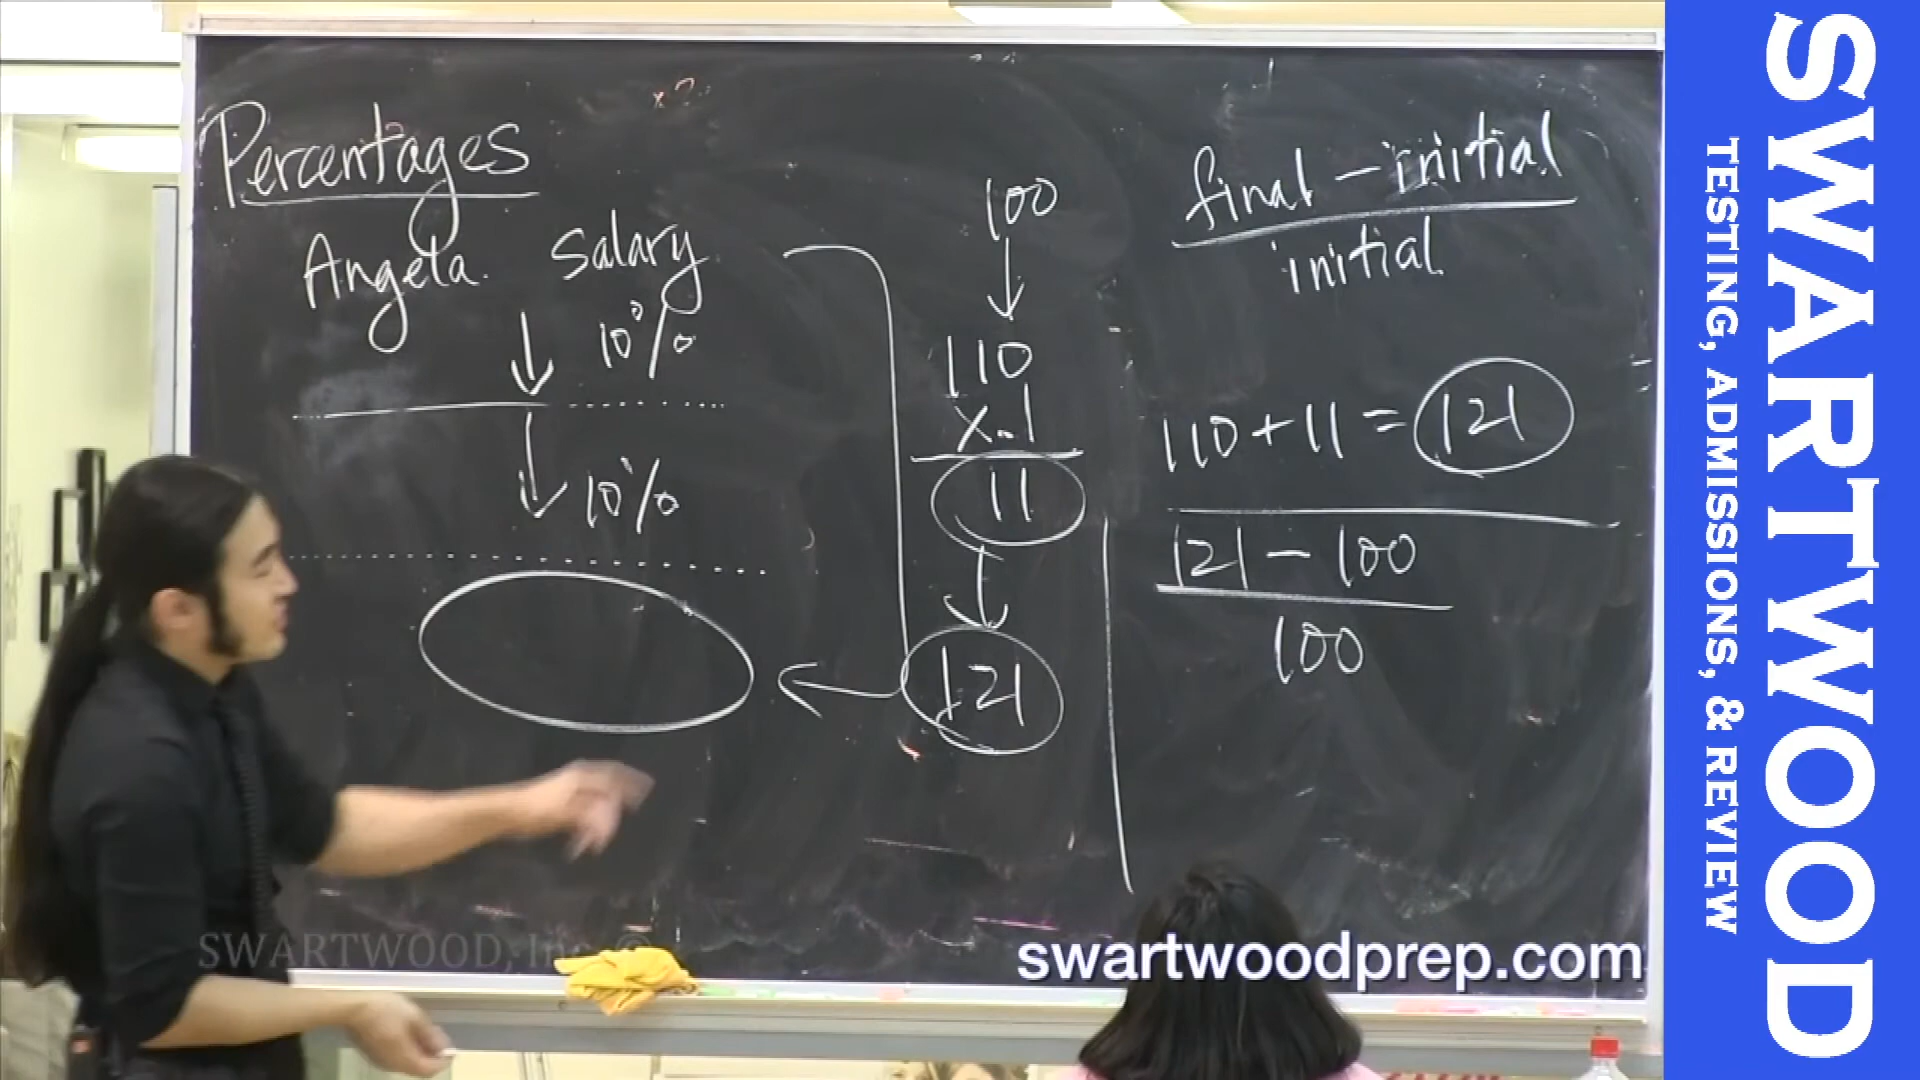 Percentages
Angela. Salary
10%
10%
100
110
x.1
11
121
final - initial
initial
110 + 11 = 121
121 - 100
100
SWARTWOOD, Inc ©
swartwoodprep.com
SWARTWOOD
TESTING, ADMISSIONS, & REVIEW